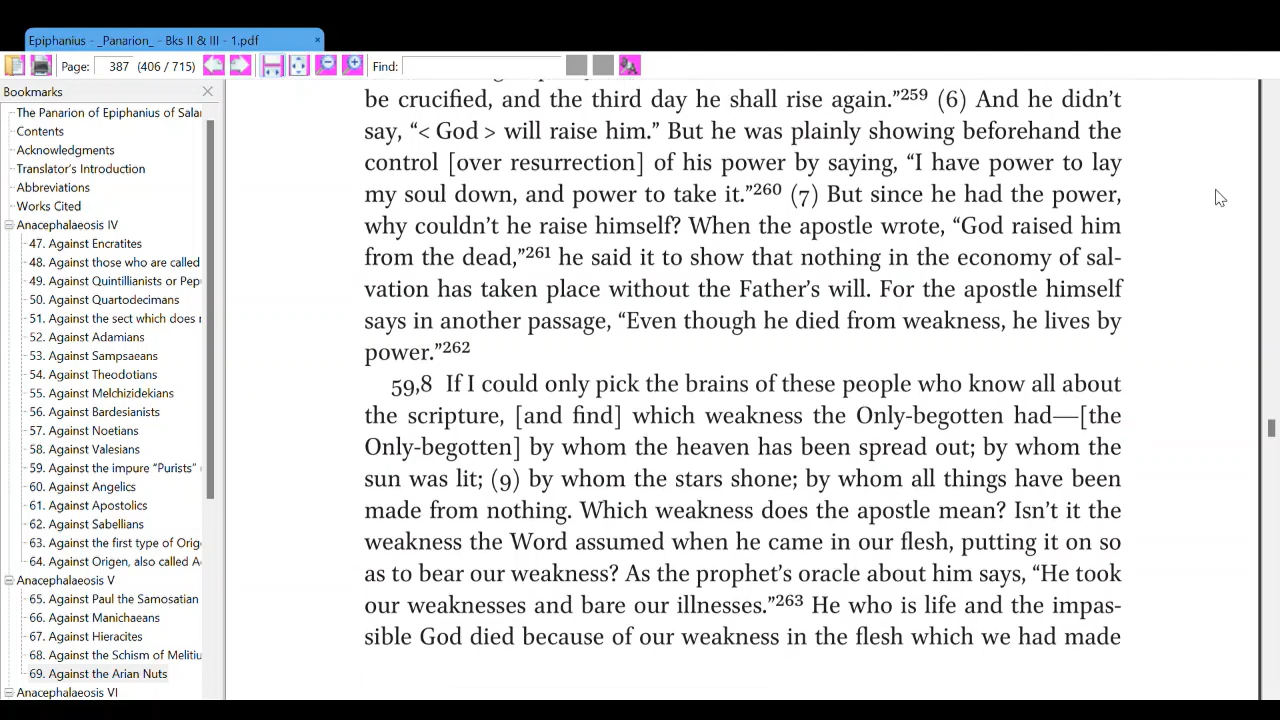 Epiphanius - _Panarion_ - Bks II & III - 1.pdf ×
Page: 387 (406 / 715) Find:
Bookmarks
The Panarion of Epiphanius of Salar
Contents
Acknowledgments
Translator's Introduction
Abbreviations
Works Cited
Anacephalaeosis IV
47. Against Encratites
48. Against those who are called
49. Against Quintillianists or Pep
50. Against Quartodecimans
51. Against the sect which does r
52. Against Adamians
53. Against Sampsaeans
54. Against Theodotians
55. Against Melchizidekians
56. Against Bardesianists
57. Against Noetians
58. Against Valesians
59. Against the impure "Purists" (
60. Against Angelics
61. Against Apostolics
62. Against Sabellians
63. Against the first type of Orig
64. Against Origen, also called A
Anacephalaeosis V
65. Against Paul the Samosatian
66. Against Manichaeans
67. Against Hieracites
68. Against the Schism of Melitiu
69. Against the Arian Nuts
Anacephalaeosis VI
be crucified, and the third day he shall rise again.”259 (6) And he didn’t
say, “< God > will raise him.” But he was plainly showing beforehand the
control [over resurrection] of his power by saying, “I have power to lay
my soul down, and power to take it.”260 (7) But since he had the power,
why couldn’t he raise himself? When the apostle wrote, “God raised him
from the dead,”261 he said it to show that nothing in the economy of sal-
vation has taken place without the Father’s will. For the apostle himself
says in another passage, “Even though he died from weakness, he lives by
power.”262
59,8 If I could only pick the brains of these people who know all about
the scripture, [and find] which weakness the Only-begotten had—[the
Only-begotten] by whom the heaven has been spread out; by whom the
sun was lit; (9) by whom the stars shone; by whom all things have been
made from nothing. Which weakness does the apostle mean? Isn’t it the
weakness the Word assumed when he came in our flesh, putting it on so
as to bear our weakness? As the prophet’s oracle about him says, “He took
our weaknesses and bare our illnesses.”263 He who is life and the impas-
sible God died because of our weakness in the flesh which we had made